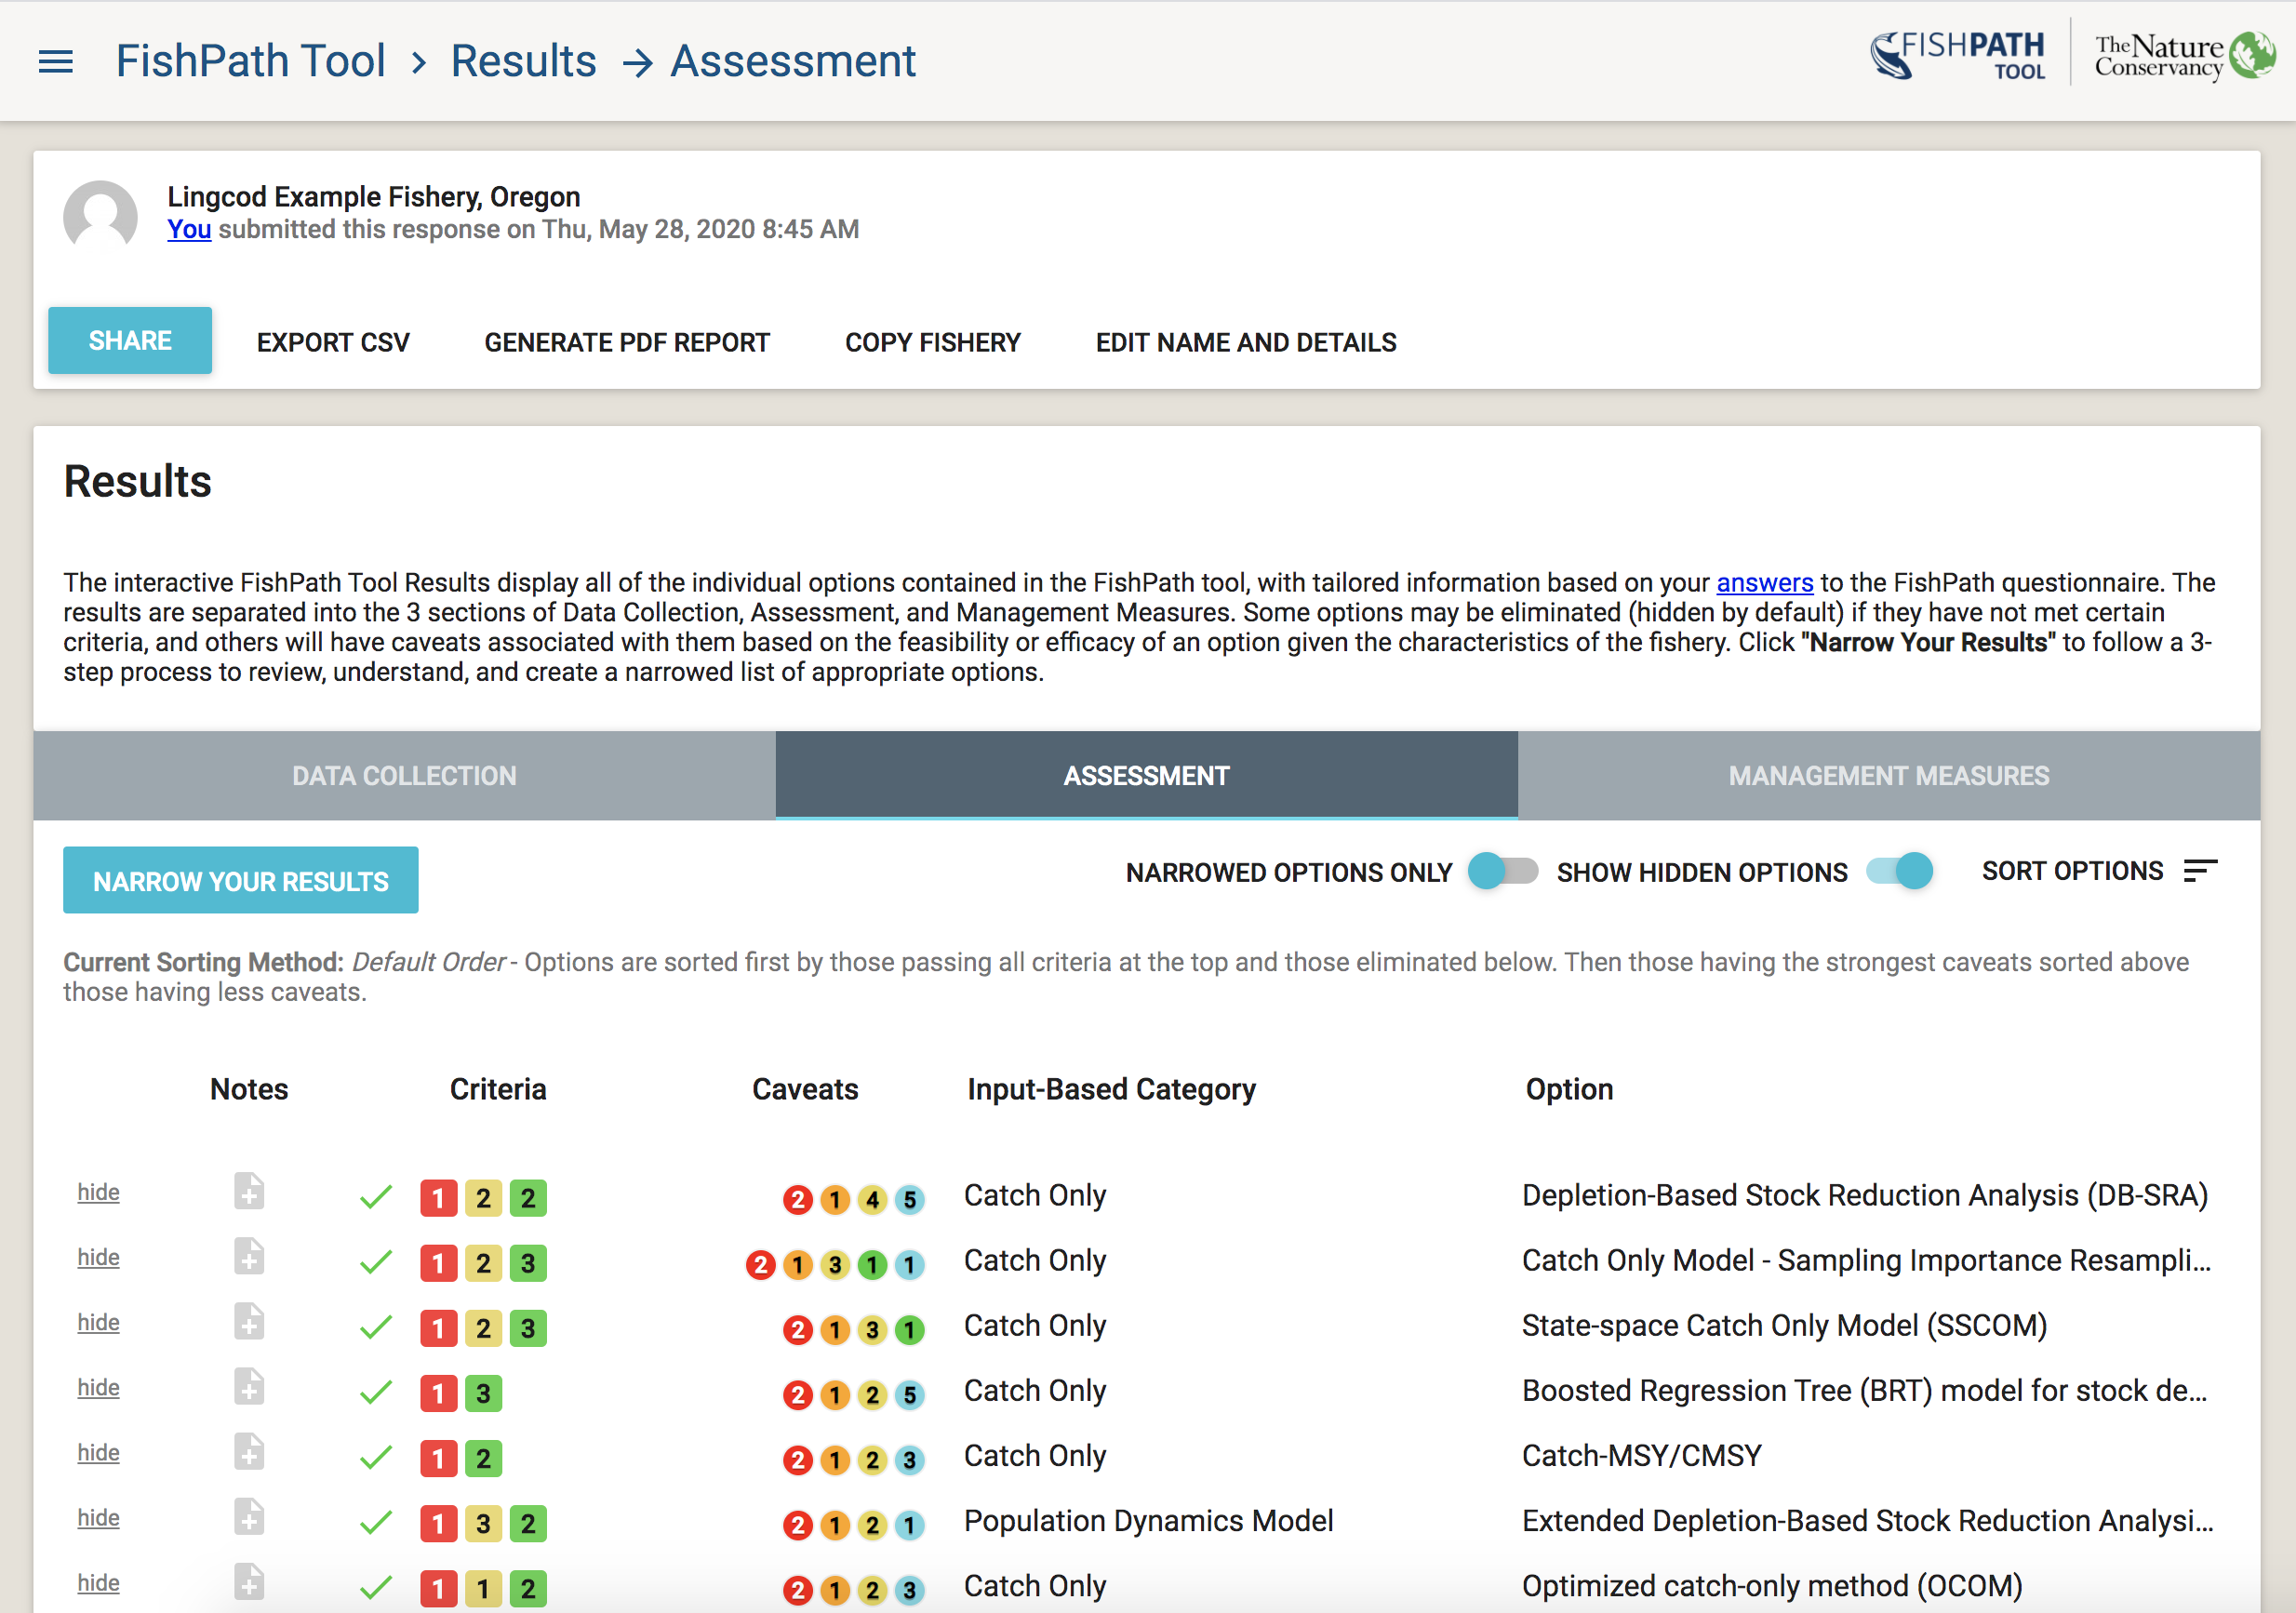 FishPath Tool > Results → Assessment
FISHPATH TOOL
The Nature Conservancy
Lingcod Example Fishery, Oregon
You submitted this response on Thu, May 28, 2020 8:45 AM
SHARE EXPORT CSV GENERATE PDF REPORT COPY FISHERY EDIT NAME AND DETAILS
Results
The interactive FishPath Tool Results display all of the individual options contained in the FishPath tool, with tailored information based on your answers to the FishPath questionnaire. The
results are separated into the 3 sections of Data Collection, Assessment, and Management Measures. Some options may be eliminated (hidden by default) if they have not met certain
criteria, and others will have caveats associated with them based on the feasibility or efficacy of an option given the characteristics of the fishery. Click "Narrow Your Results" to follow a 3-
step process to review, understand, and create a narrowed list of appropriate options.
DATA COLLECTION ASSESSMENT MANAGEMENT MEASURES
NARROW YOUR RESULTS NARROWED OPTIONS ONLY SHOW HIDDEN OPTIONS SORT OPTIONS
Current Sorting Method: Default Order - Options are sorted first by those passing all criteria at the top and those eliminated below. Then those having the strongest caveats sorted above
those having less caveats.
Notes Criteria Caveats Input-Based Category Option
hide 1 2 2 2 1 4 5 Catch Only Depletion-Based Stock Reduction Analysis (DB-SRA)
hide 1 2 3 2 1 3 1 1 Catch Only Catch Only Model - Sampling Importance Resampli...
hide 1 2 3 2 1 3 1 Catch Only State-space Catch Only Model (SSCOM)
hide 1 3 2 1 2 5 Catch Only Boosted Regression Tree (BRT) model for stock de...
hide 1 2 2 1 2 3 Catch Only Catch-MSY/CMSY
hide 1 3 2 2 1 2 1 Population Dynamics Model Extended Depletion-Based Stock Reduction Analysi...
hide 1 1 2 2 1 2 3 Catch Only Optimized catch-only method (OCOM)